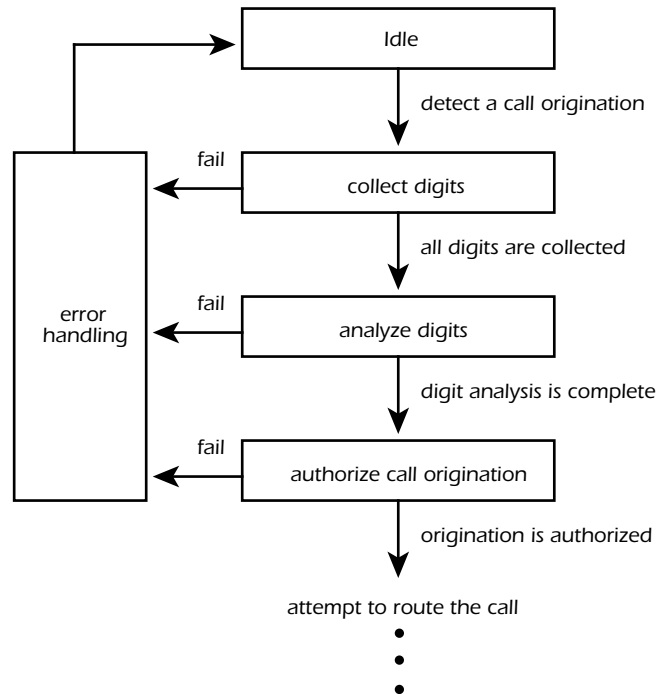 Idle
detect a call origination
fail
collect digits
all digits are collected
error
handling
fail
analyze digits
digit analysis is complete
fail
authorize call origination
origination is authorized
attempt to route the call